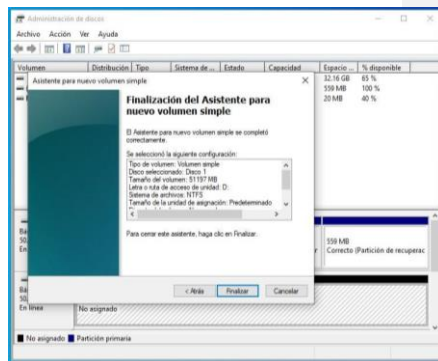 Administración de discos
Archivo Acción Ver Ayuda
Volumen Distribución Tipo Sistema de ... Estado Capacidad Espacio ... % disponible
32.16 GB 65 %
559 MB 100 %
20 MB 40 %
Asistente para nuevo volumen simple
Finalización del Asistente para
nuevo volumen simple
El Asistente para nuevo volumen simple se completó
correctamente.
Se seleccionó la siguiente configuración:
Tipo de volumen: Volumen simple
Disco seleccionado: Disco 1
Tamaño del volumen: 51197 MB
Letra o ruta de acceso de unidad: D:
Sistema de archivos: NTFS
Tamaño de la unidad de asignación: Predeterminado
Para cerrar este asistente, haga clic en Finalizar.
< Atrás Finalizar Cancelar
Bá
50,
En
559 MB
Correcto (Partición de recuperac
Bá
50,
En línea
No asignado
No asignado Partición primaria